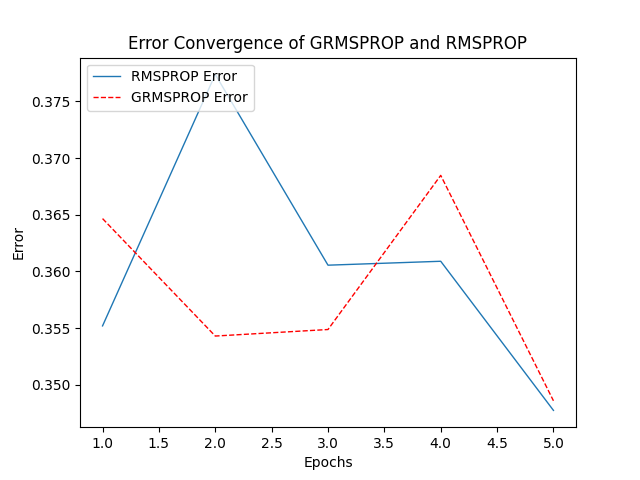 Error Convergence of GRMSPROP and RMSPROP
RMSPROP Error
GRMSPROP Error
0.375
0.370
0.365
0.360
0.355
0.350
Error
1.0 1.5 2.0 2.5 3.0 3.5 4.0 4.5 5.0
Epochs